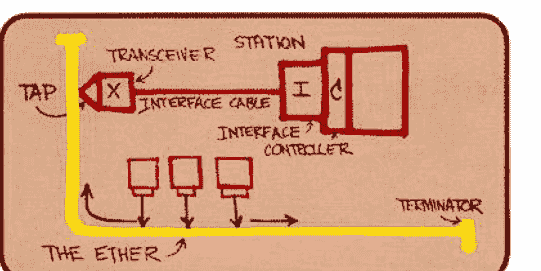 STATION
TRANSCEIVER
TAP
X
I
C
INTERFACE CABLE
INTERFACE
CONTROLLER
TERMINATOR
THE ETHER